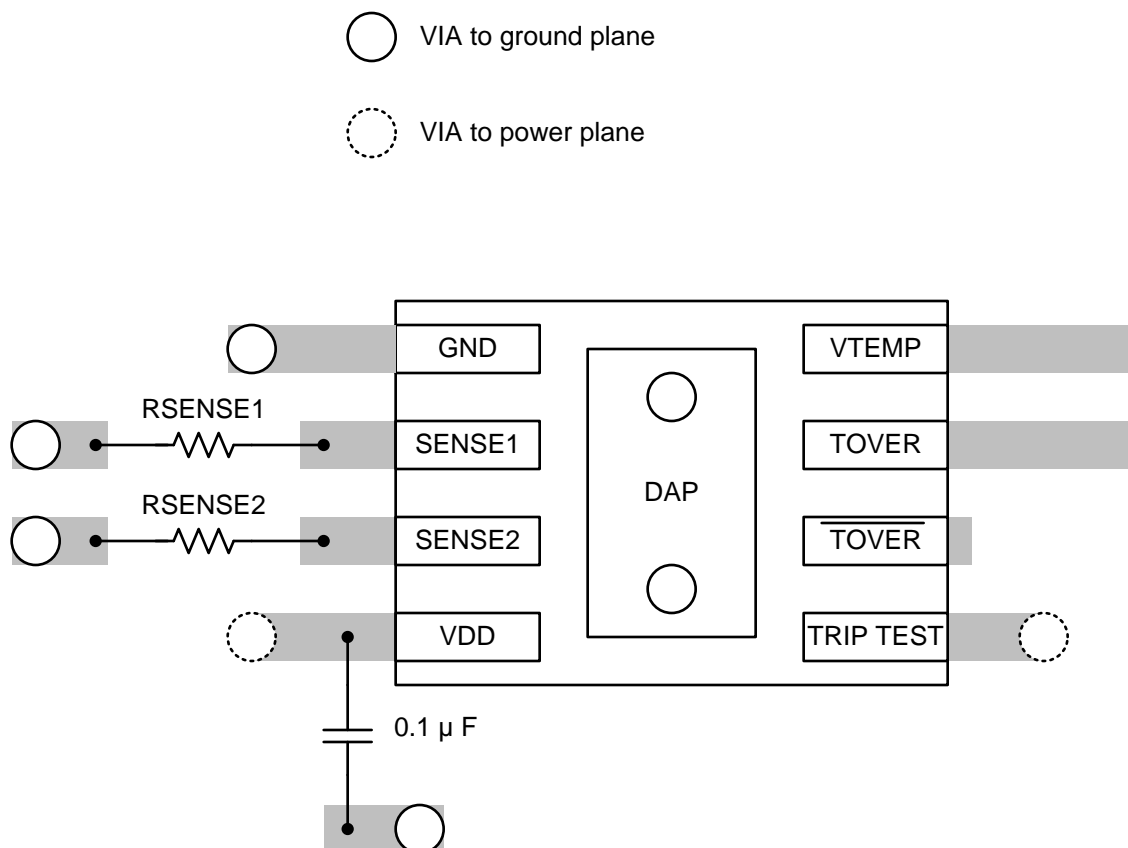 VIA to ground plane
VIA to power plane
GND
VTEMP
RSENSE1
SENSE1
TOVER
DAP
RSENSE2
SENSE2
TOVER
VDD
TRIP TEST
0.1 µ F